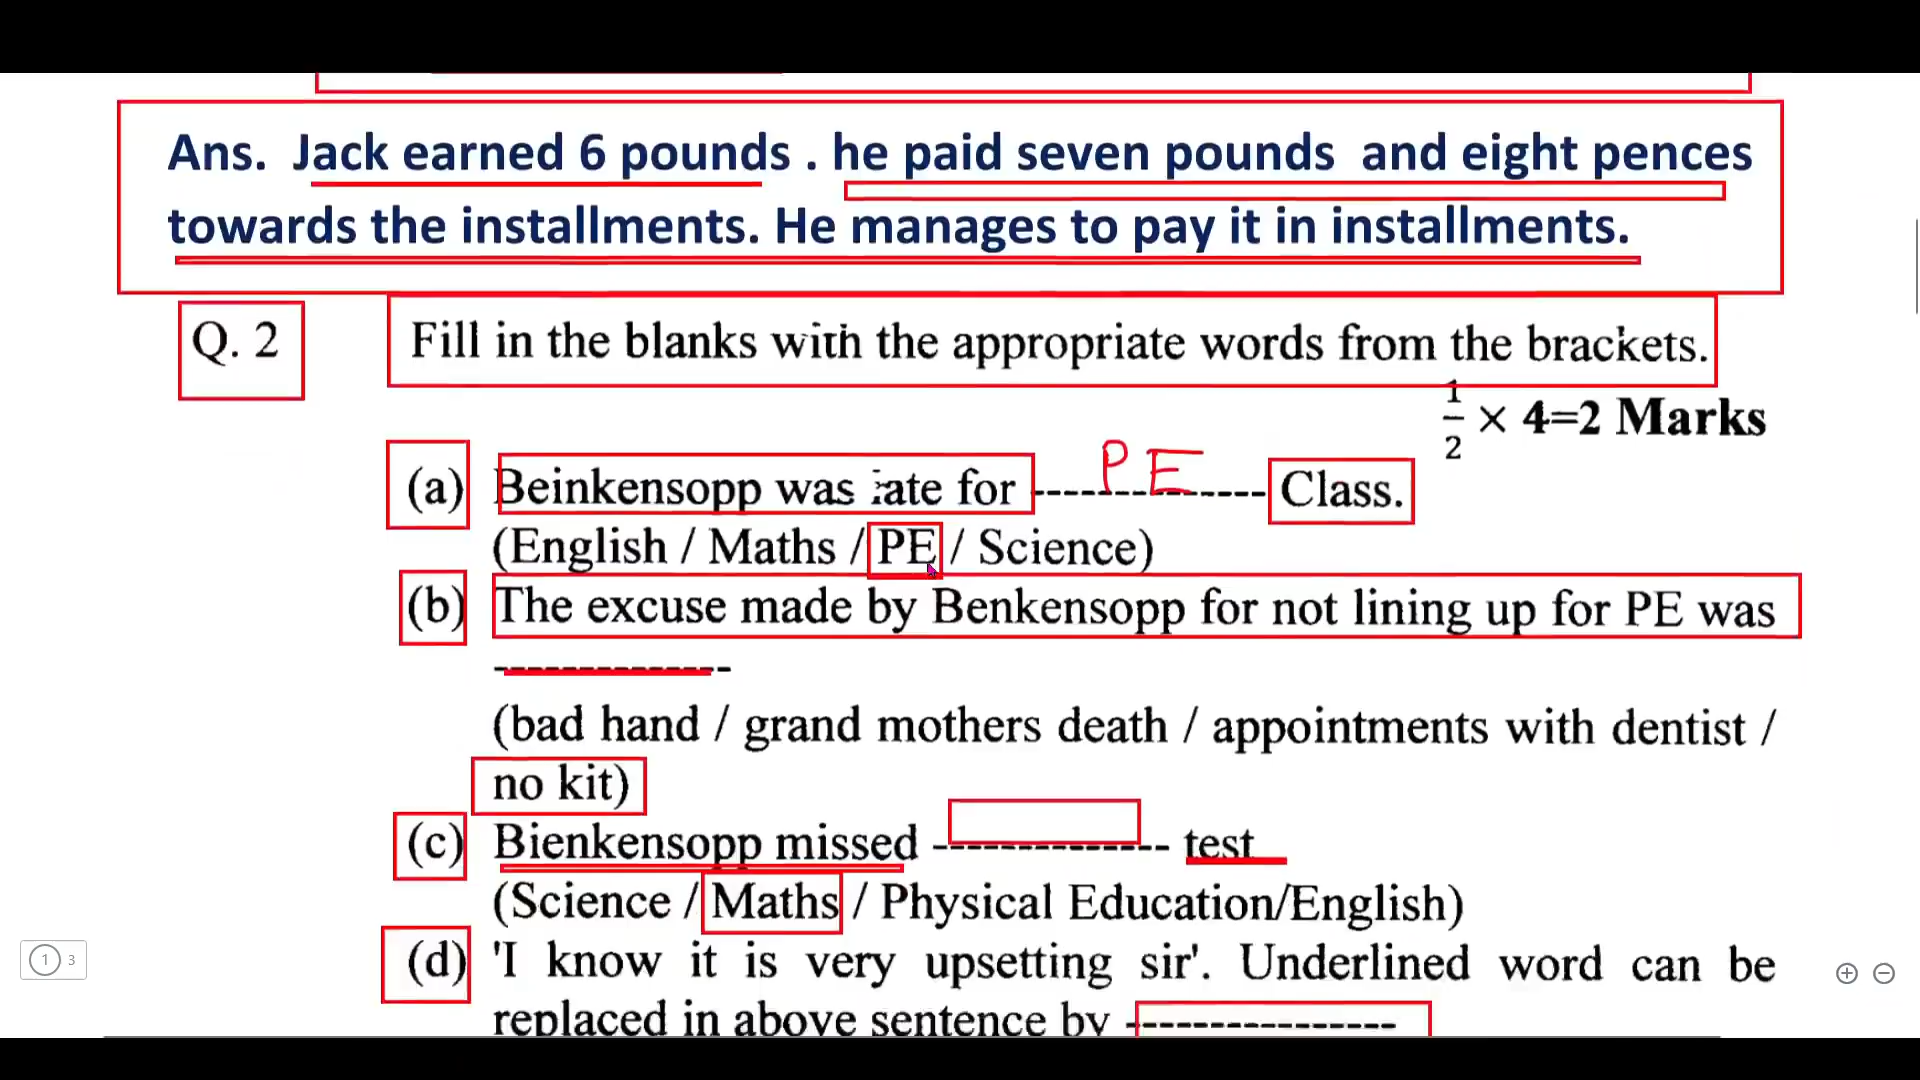 Ans. Jack earned 6 pounds . he paid seven pounds and eight pences
towards the installments. He manages to pay it in installments.
Q. 2 Fill in the blanks with the appropriate words from the brackets.
1/2 × 4=2 Marks
(a) Beinkensopp was late for -------------- Class.
PE
(English / Maths / PE / Science)
(b) The excuse made by Benkensopp for not lining up for PE was
--------------
(bad hand / grand mothers death / appointments with dentist /
no kit)
(c) Bienkensopp missed -------------- test
(Science / Maths / Physical Education/English)
(d) 'I know it is very upsetting sir'. Underlined word can be
replaced in above sentence by ----------------
1 3